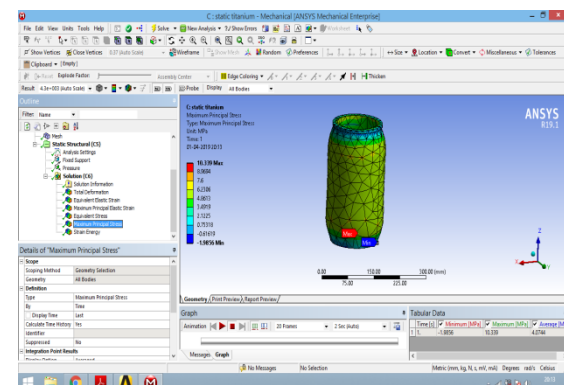 C : static titanium - Mechanical [ANSYS Mechanical Enterprise]
File Edit View Units Tools Help Solve New Analysis Show Errors Worksheet
Show Vertices Close Vertices Wireframe Show Mesh Random Preferences Size Location Convert Miscellaneous Tolerances
Clipboard [Empty]
Explode Factor: Assembly Center Edge Coloring Thicken
Result 4.3e+003 (Auto Scale) Probe Display All Bodies
Outline
Filter: Name
Mesh
Static Structural (C5)
Analysis Settings
Fixed Support
Pressure
Solution (C6)
Solution Information
Total Deformation
Equivalent Elastic Strain
Maximum Principal Elastic Strain
Equivalent Stress
Maximum Principal Stress
Strain Energy
C: static titanium
Maximum Principal Stress
Type: Maximum Principal Stress
Unit: MPa
Time: 1
ANSYS
R19.1
10.339 Max
8.9694
7.6
6.2306
4.8613
2.1225
0.75318
-0.61619
-1.9856 Min
Max
Min
0.00 150.00 300.00 (mm)
75.00 225.00
Z
X
Details of "Maximum Principal Stress"
Scope
Scoping Method Geometry Selection
Geometry All Bodies
Definition
Type Maximum Principal Stress
By Time
Display Time Last
Calculate Time History Yes
Identifier
Suppressed No
Integration Point Results
Geometry Print Preview Report Preview
Graph
Animation 20 Frames 2 Sec (Auto)
Messages Graph
Tabular Data
Time [s] Minimum [MPa] Maximum [MPa] Average [M
1 1. -1.9856 10.339
No Messages No Selection Metric (mm, kg, N, s, mV, mA) Degrees rad/s Celsius